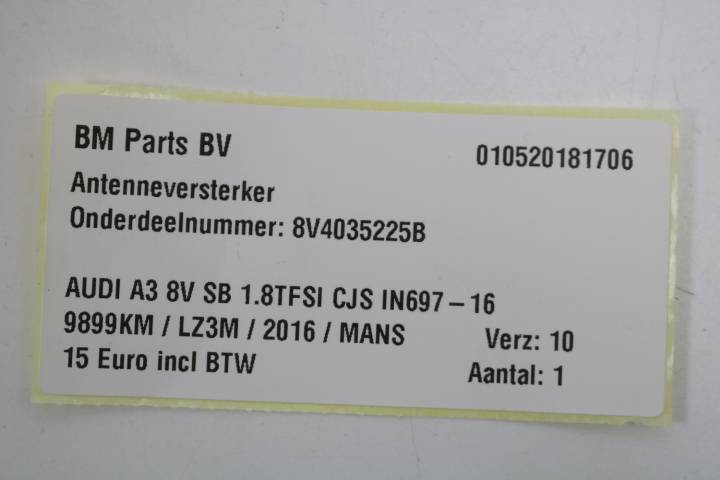 BM Parts BV 010520181706
Antenneversterker
Onderdeelnummer: 8V4035225B
AUDI A3 8V SB 1.8TFSI CJS IN697-16
9899KM / LZ3M / 2016 / MANS Verz: 10
15 Euro incl BTW Aantal: 1